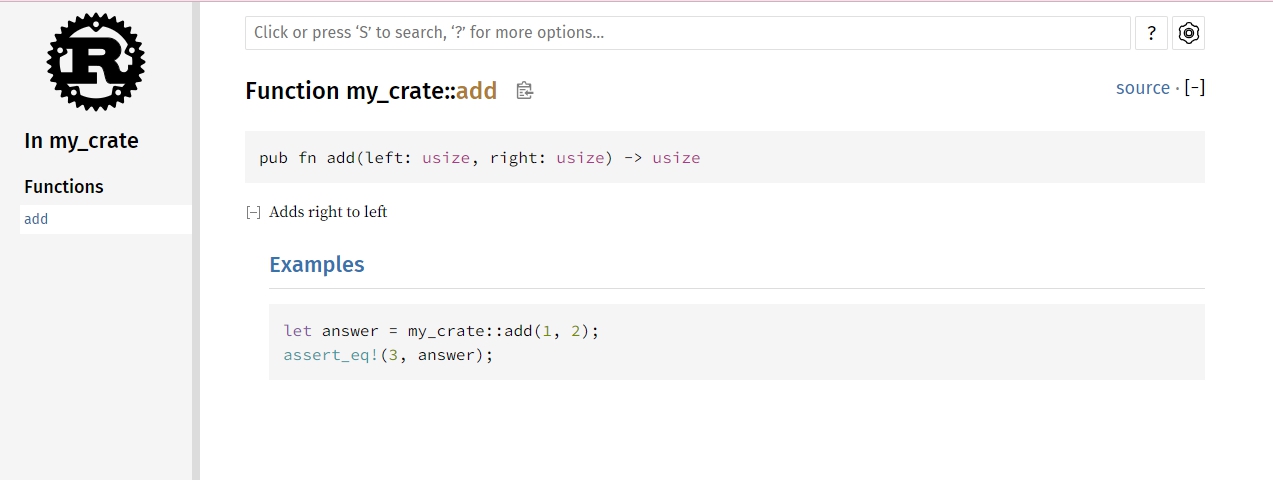 R
In my_crate
Functions
add
Click or press ‘S’ to search, ‘?’ for more options…
?
Function my_crate::add
source · [-]
pub fn add(left: usize, right: usize) -> usize
[-] Adds right to left
Examples
let answer = my_crate::add(1, 2);
assert_eq!(3, answer);